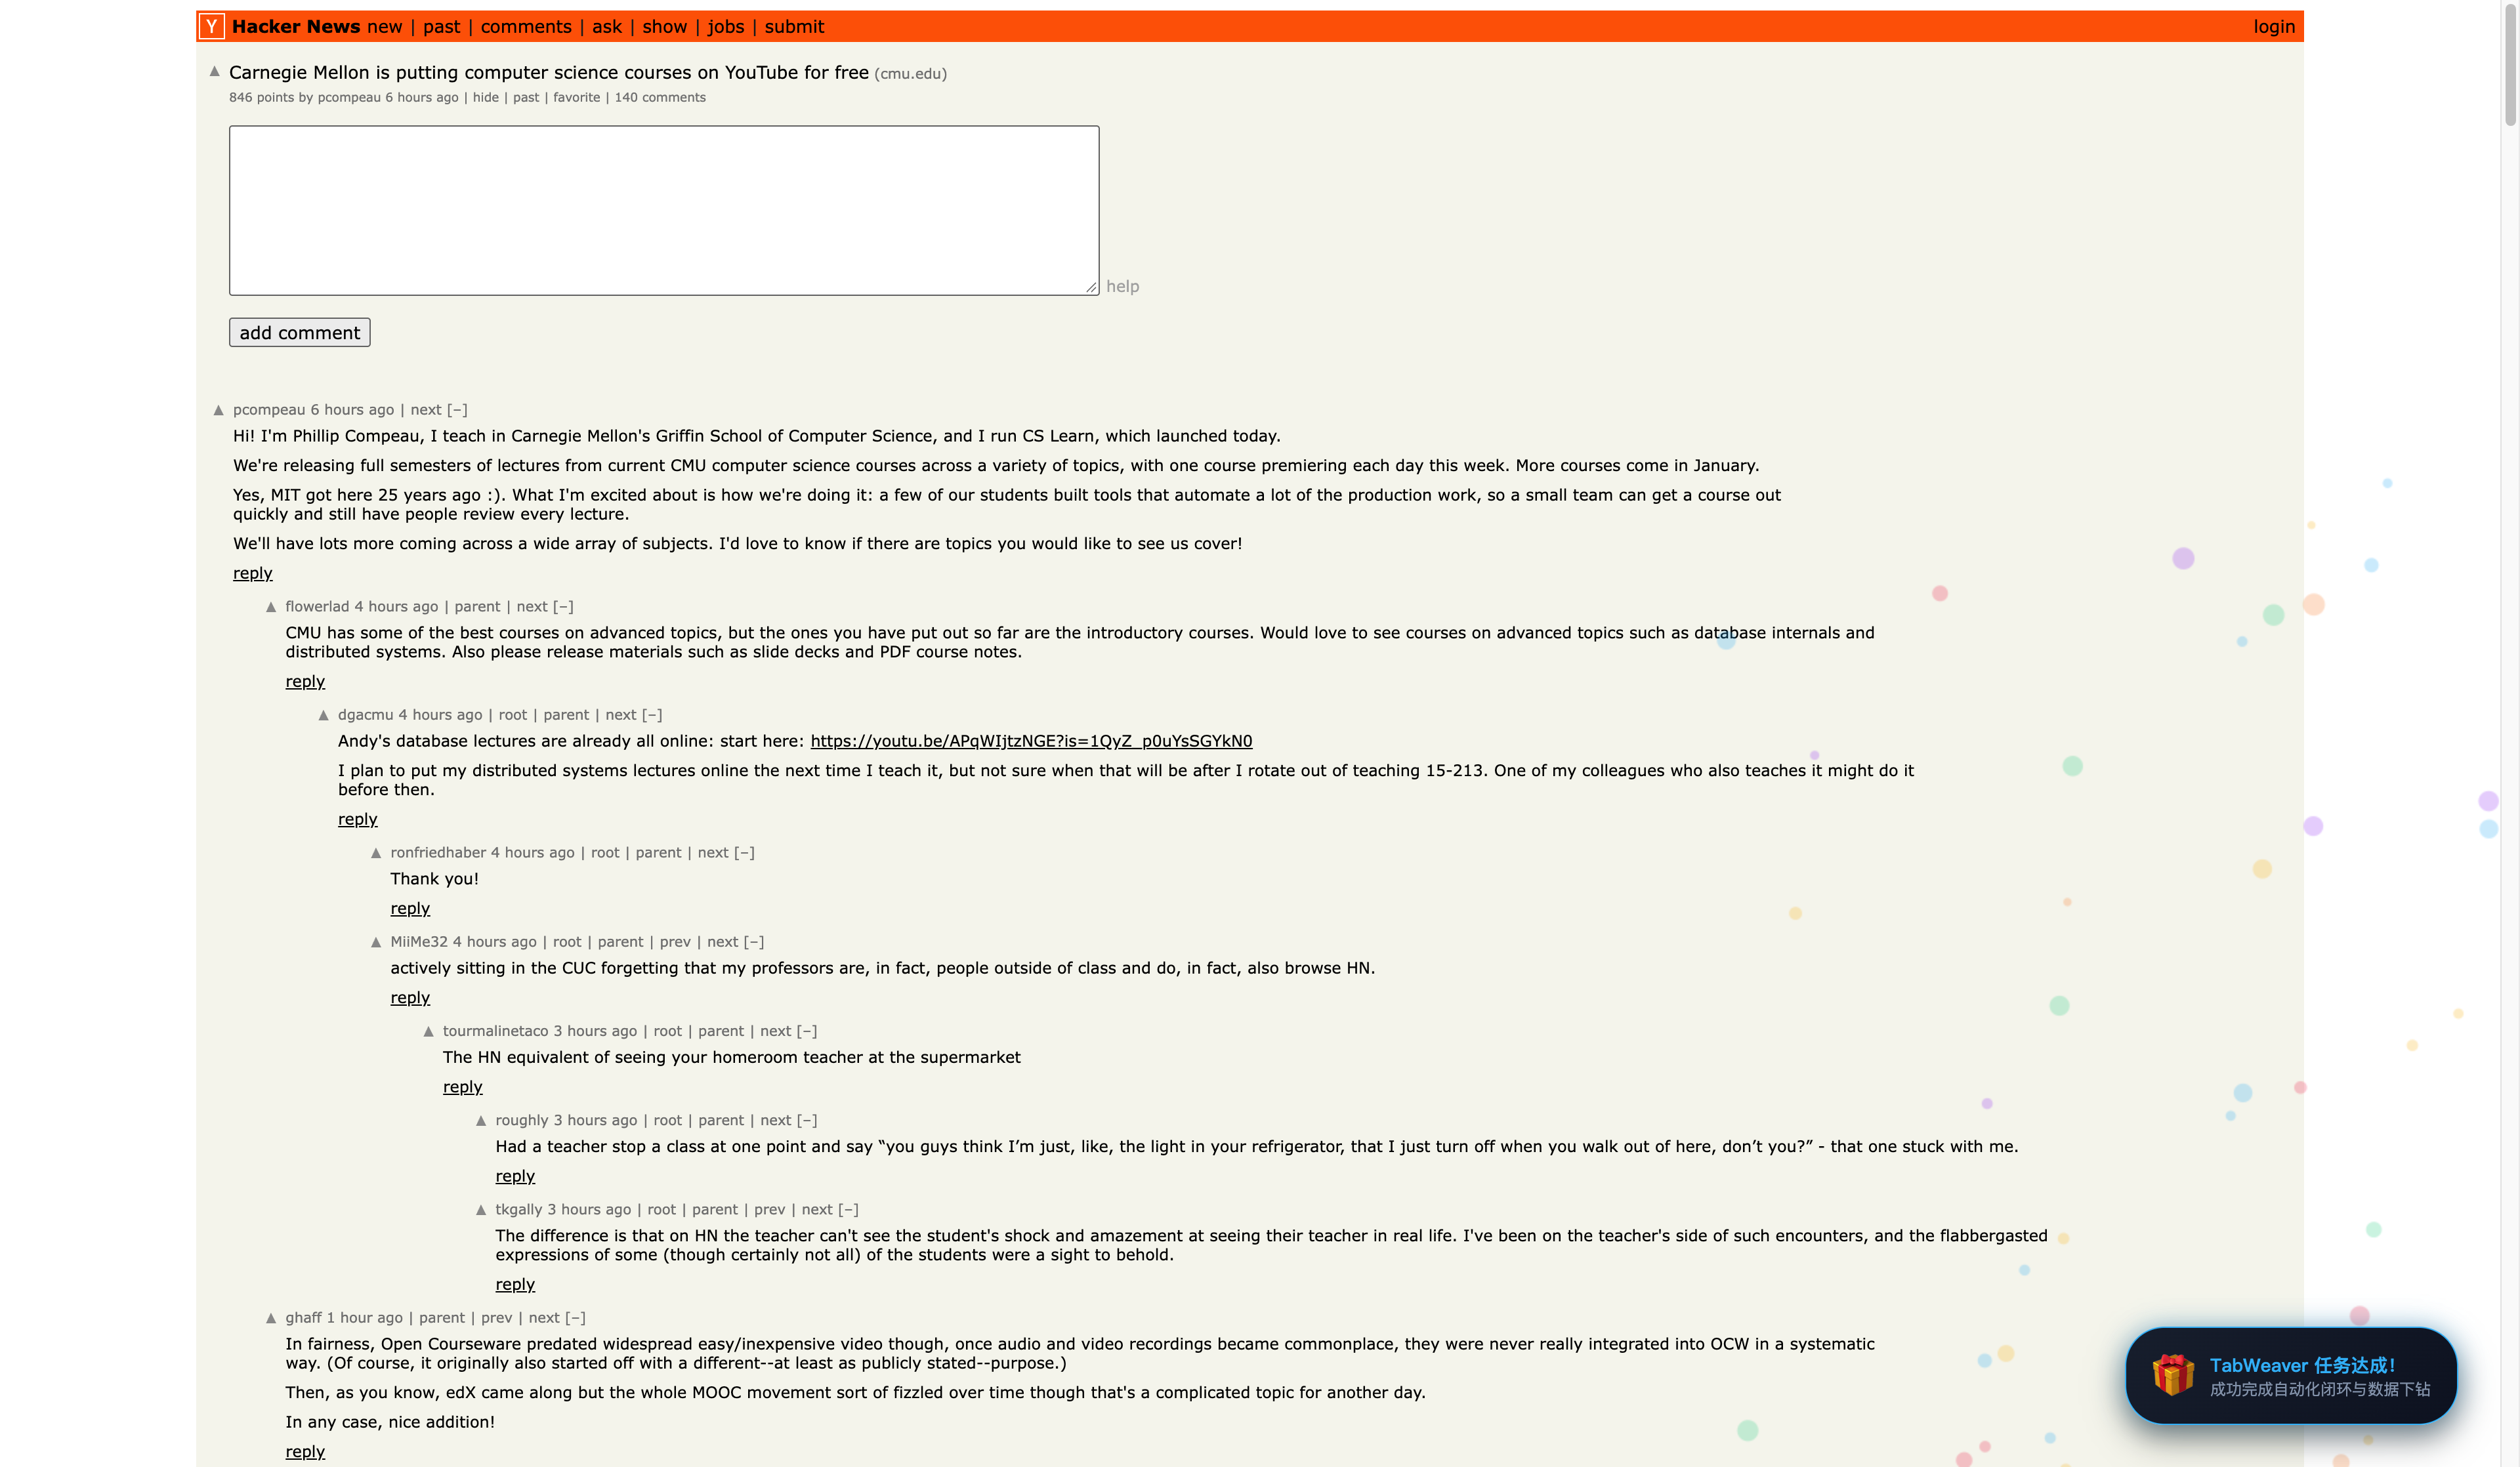 Y Hacker News new | past | comments | ask | show | jobs | submit login
▲ Carnegie Mellon is putting computer science courses on YouTube for free (cmu.edu)
846 points by pcompeau 6 hours ago | hide | past | favorite | 140 comments
help
add comment
▲ pcompeau 6 hours ago | next [–]
Hi! I'm Phillip Compeau, I teach in Carnegie Mellon's Griffin School of Computer Science, and I run CS Learn, which launched today.
We're releasing full semesters of lectures from current CMU computer science courses across a variety of topics, with one course premiering each day this week. More courses come in January.
Yes, MIT got here 25 years ago :). What I'm excited about is how we're doing it: a few of our students built tools that automate a lot of the production work, so a small team can get a course out
quickly and still have people review every lecture.
We'll have lots more coming across a wide array of subjects. I'd love to know if there are topics you would like to see us cover!
reply
▲ flowerlad 4 hours ago | parent | next [–]
CMU has some of the best courses on advanced topics, but the ones you have put out so far are the introductory courses. Would love to see courses on advanced topics such as database internals and
distributed systems. Also please release materials such as slide decks and PDF course notes.
reply
▲ dgacmu 4 hours ago | root | parent | next [–]
Andy's database lectures are already all online: start here: https://youtu.be/APqWIjtzNGE?is=1QyZ_p0uYsSGYkN0
I plan to put my distributed systems lectures online the next time I teach it, but not sure when that will be after I rotate out of teaching 15-213. One of my colleagues who also teaches it might do it
before then.
reply
▲ ronfriedhaber 4 hours ago | root | parent | next [–]
Thank you!
reply
▲ MiiMe32 4 hours ago | root | parent | prev | next [–]
actively sitting in the CUC forgetting that my professors are, in fact, people outside of class and do, in fact, also browse HN.
reply
▲ tourmalinetaco 3 hours ago | root | parent | next [–]
The HN equivalent of seeing your homeroom teacher at the supermarket
reply
▲ roughly 3 hours ago | root | parent | next [–]
Had a teacher stop a class at one point and say “you guys think I’m just, like, the light in your refrigerator, that I just turn off when you walk out of here, don’t you?” - that one stuck with me.
reply
▲ tkgally 3 hours ago | root | parent | prev | next [–]
The difference is that on HN the teacher can't see the student's shock and amazement at seeing their teacher in real life. I've been on the teacher's side of such encounters, and the flabbergasted
expressions of some (though certainly not all) of the students were a sight to behold.
reply
▲ ghaff 1 hour ago | parent | prev | next [–]
In fairness, Open Courseware predated widespread easy/inexpensive video though, once audio and video recordings became commonplace, they were never really integrated into OCW in a systematic
way. (Of course, it originally also started off with a different--at least as publicly stated--purpose.)
Then, as you know, edX came along but the whole MOOC movement sort of fizzled over time though that's a complicated topic for another day.
In any case, nice addition!
reply
TabWeaver 任务达成！
成功完成自动化闭环与数据下钻